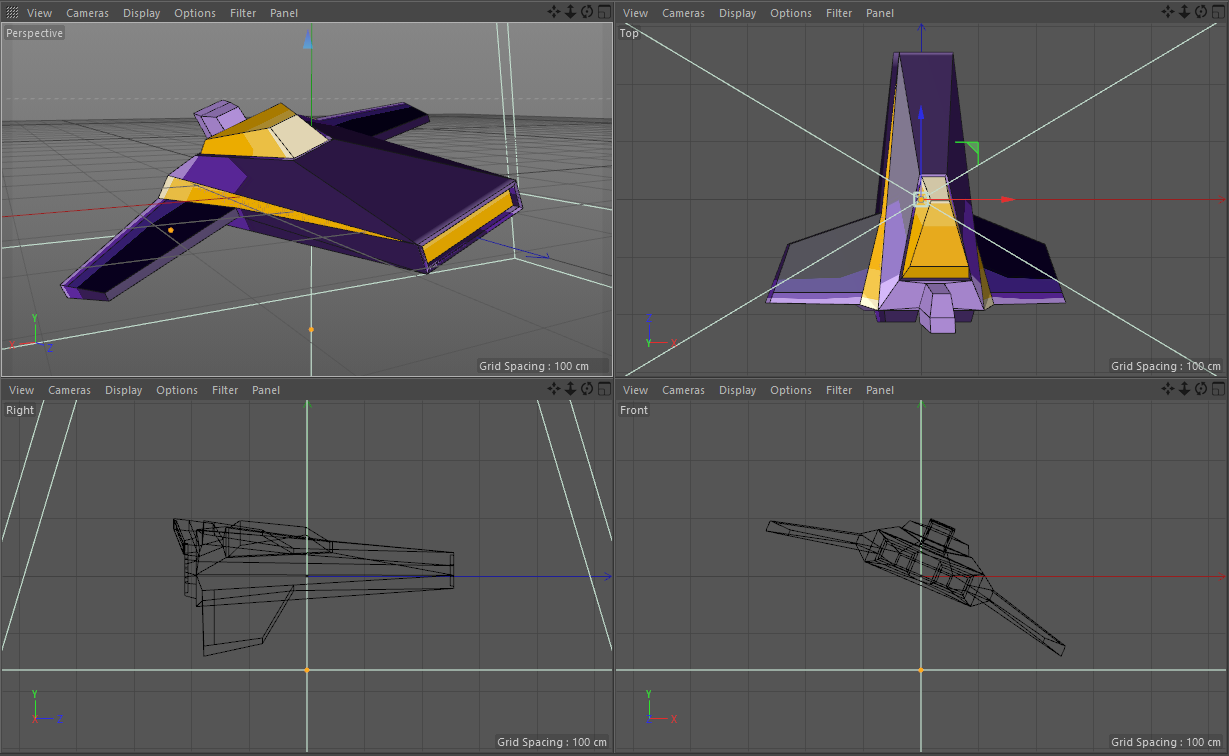 View Cameras Display Options Filter Panel
Perspective
Y
X
Z
Grid Spacing : 100 cm
View Cameras Display Options Filter Panel
Top
Z
Y
X
Grid Spacing : 100 cm
View Cameras Display Options Filter Panel
Right
Y
X
Z
Grid Spacing : 100 cm
View Cameras Display Options Filter Panel
Front
Y
Z
X
Grid Spacing : 100 cm